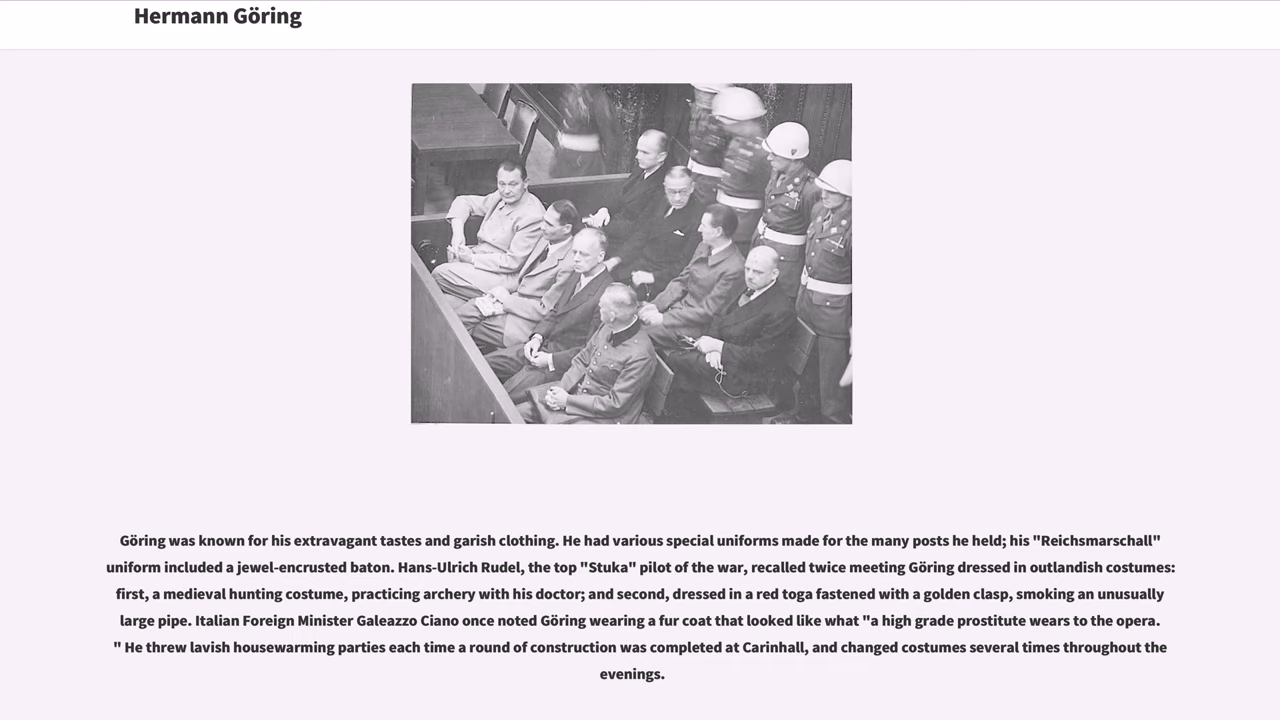 Hermann Göring
Göring was known for his extravagant tastes and garish clothing. He had various special uniforms made for the many posts he held; his "Reichsmarschall"
uniform included a jewel-encrusted baton. Hans-Ulrich Rudel, the top "Stuka" pilot of the war, recalled twice meeting Göring dressed in outlandish costumes:
first, a medieval hunting costume, practicing archery with his doctor; and second, dressed in a red toga fastened with a golden clasp, smoking an unusually
large pipe. Italian Foreign Minister Galeazzo Ciano once noted Göring wearing a fur coat that looked like what "a high grade prostitute wears to the opera.
" He threw lavish housewarming parties each time a round of construction was completed at Carinhall, and changed costumes several times throughout the
evenings.